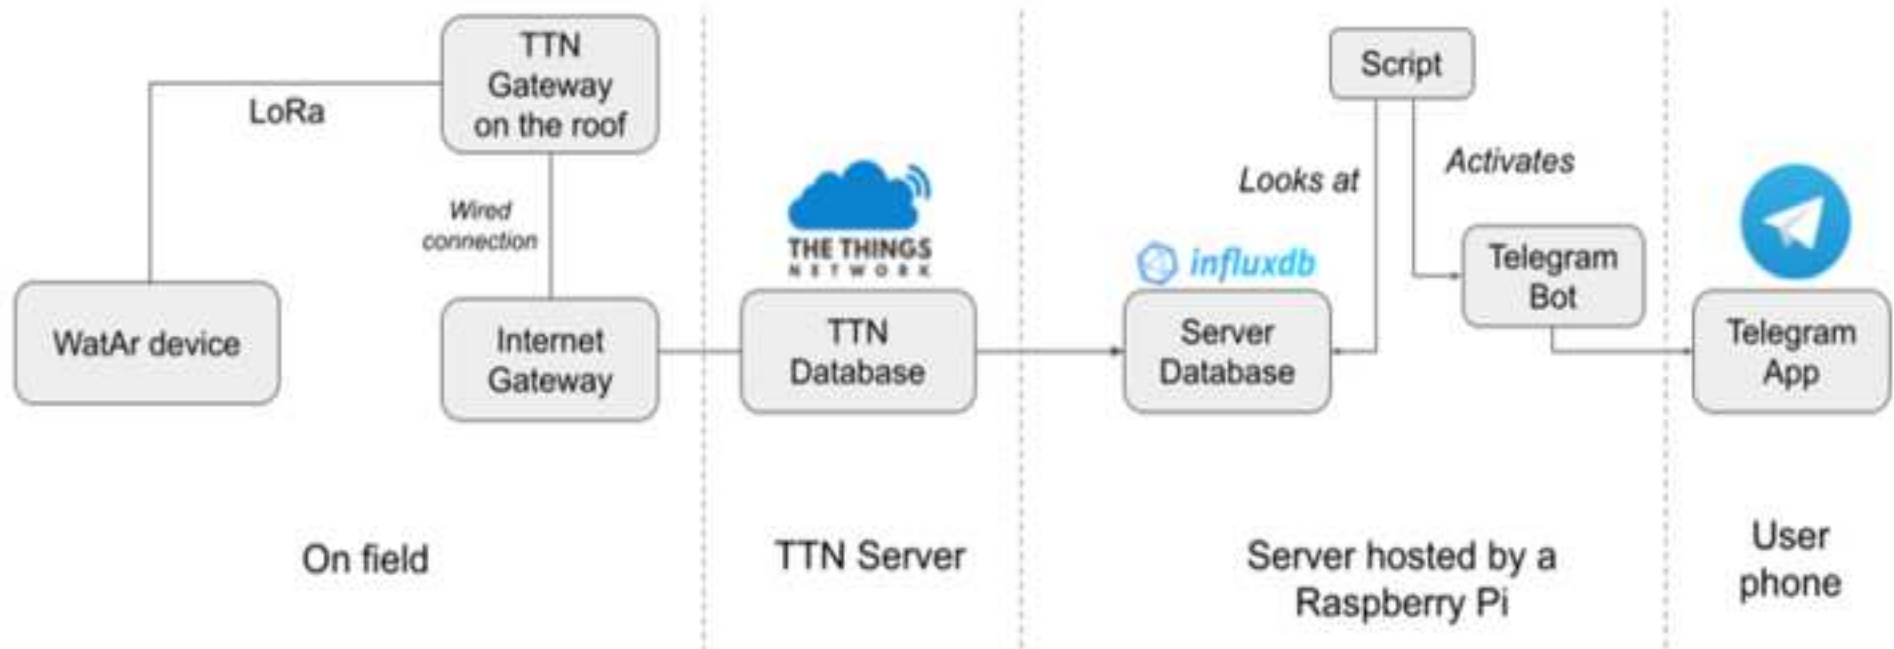 TTN
Gateway
on the roof
LoRa
Wired
connection
WatAr device
Internet
Gateway
THE THINGS
NETWORK
TTN
Database
Script
Looks at
Activates
influxdb
Server
Database
Telegram
Bot
Telegram
App
On field
TTN Server
Server hosted by a
Raspberry Pi
User
phone